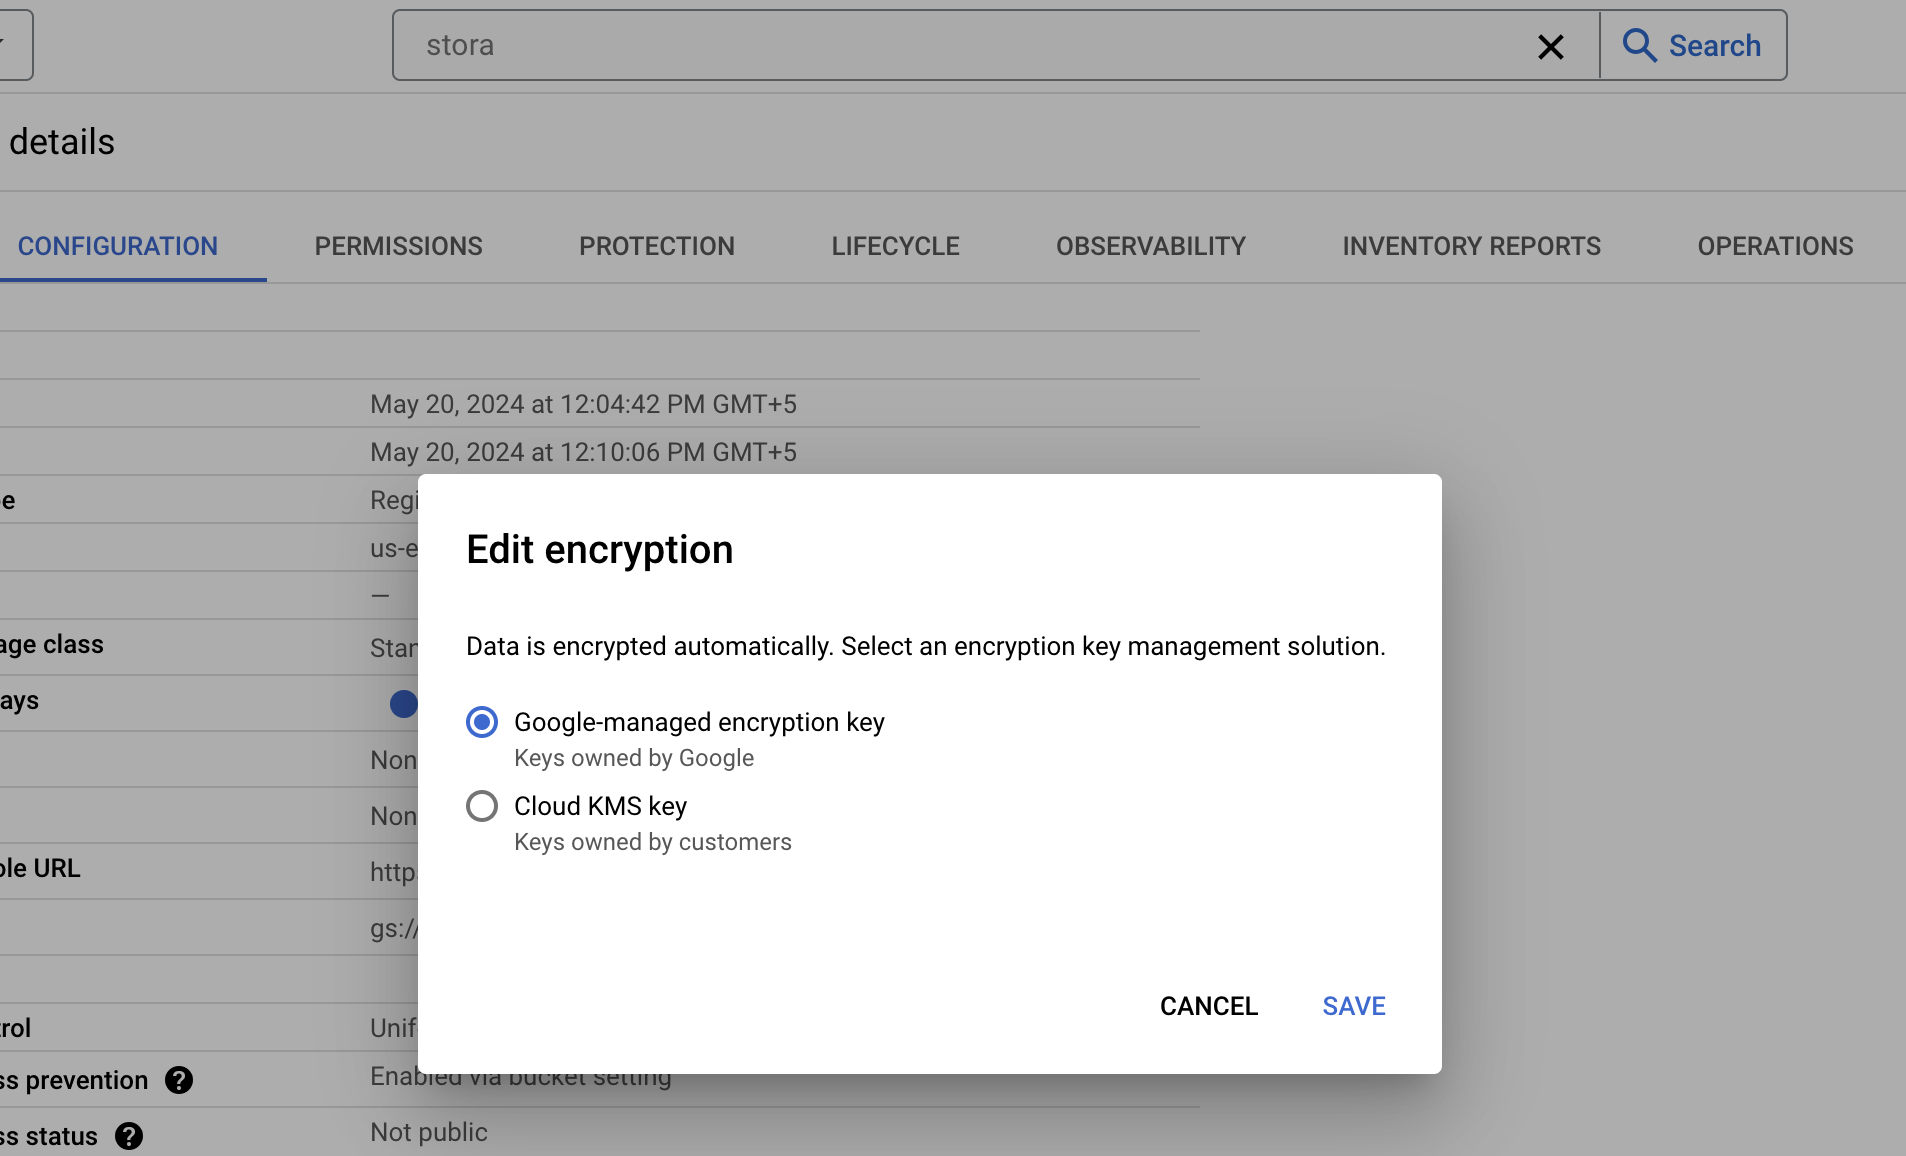 stora
Search
details
CONFIGURATION PERMISSIONS PROTECTION LIFECYCLE OBSERVABILITY INVENTORY REPORTS OPERATIONS
May 20, 2024 at 12:04:42 PM GMT+5
May 20, 2024 at 12:10:06 PM GMT+5
e Regi
us-e
—
age class Stan
ays
Non
Non
ole URL http
gs://
rol Unif
ss prevention ? Enabled via bucket setting
ss status ? Not public
Edit encryption
Data is encrypted automatically. Select an encryption key management solution.
Google-managed encryption key
Keys owned by Google
Cloud KMS key
Keys owned by customers
CANCEL SAVE